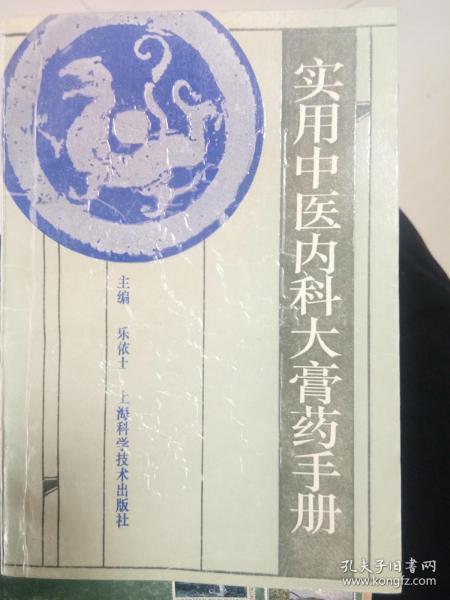 实用中医内科大膏药手册
主编 乐依士 上海科学技术出版社
孔夫子旧书网
www.kongfz.com